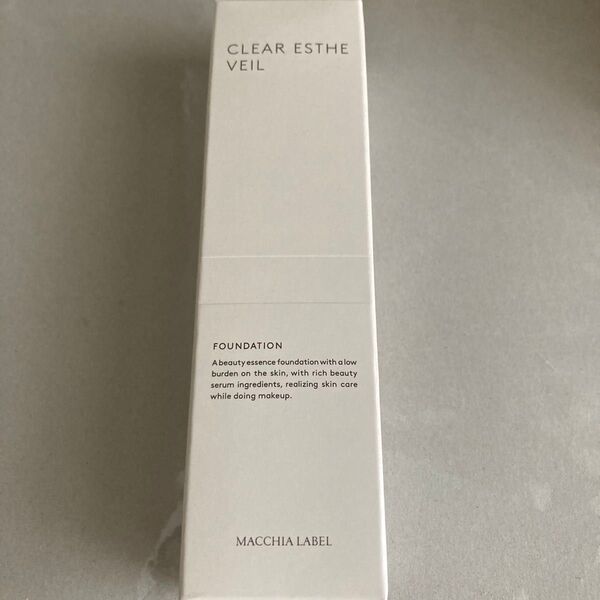 CLEAR ESTHE
VEIL
FOUNDATION
A beauty essence foundation with a low
burden on the skin, with rich beauty
serum ingredients, realizing skin care
while doing makeup.
MACCHIA LABEL